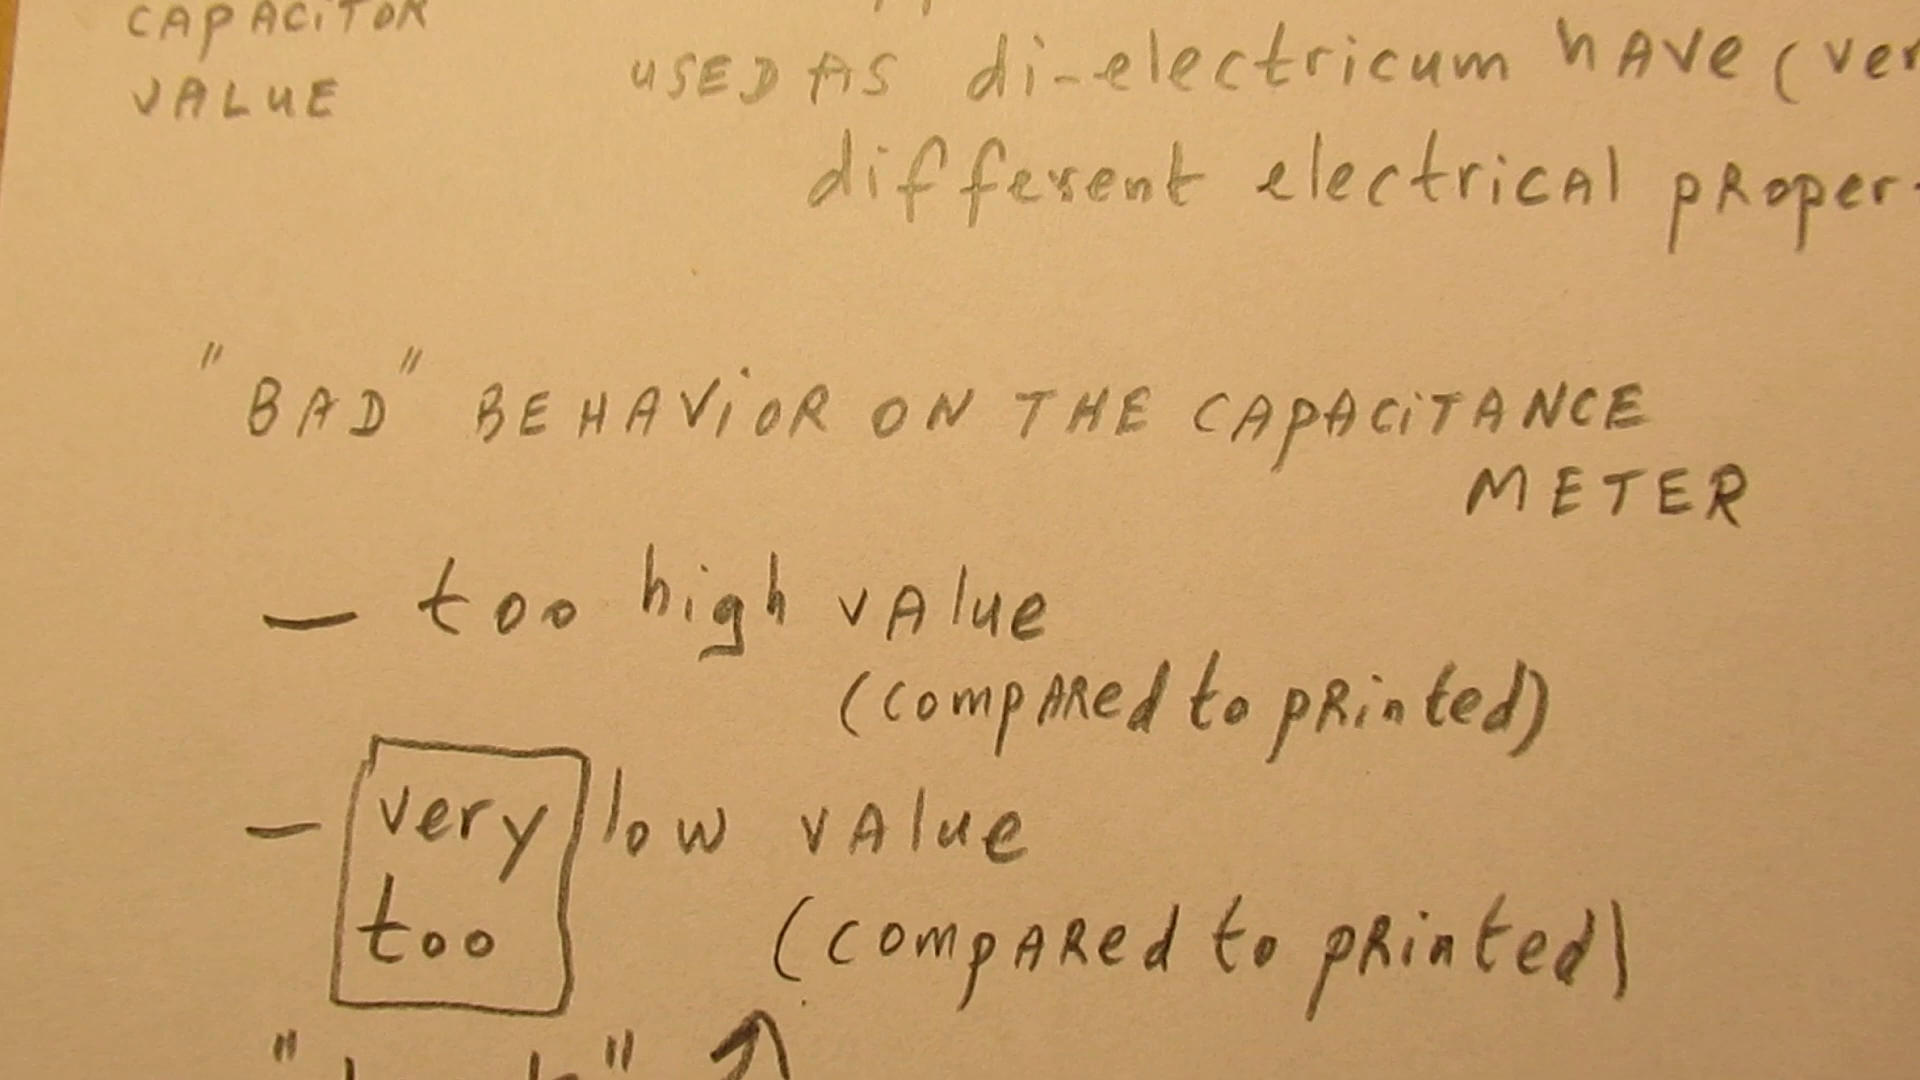 CAPACITOR
VALUE
USED AS di-electricum HAVE (ver
different electrical proper-
"BAD" BEHAVIOR ON THE CAPACITANCE
METER
— too high value
(compared to printed)
— very low value
too (compared to printed)